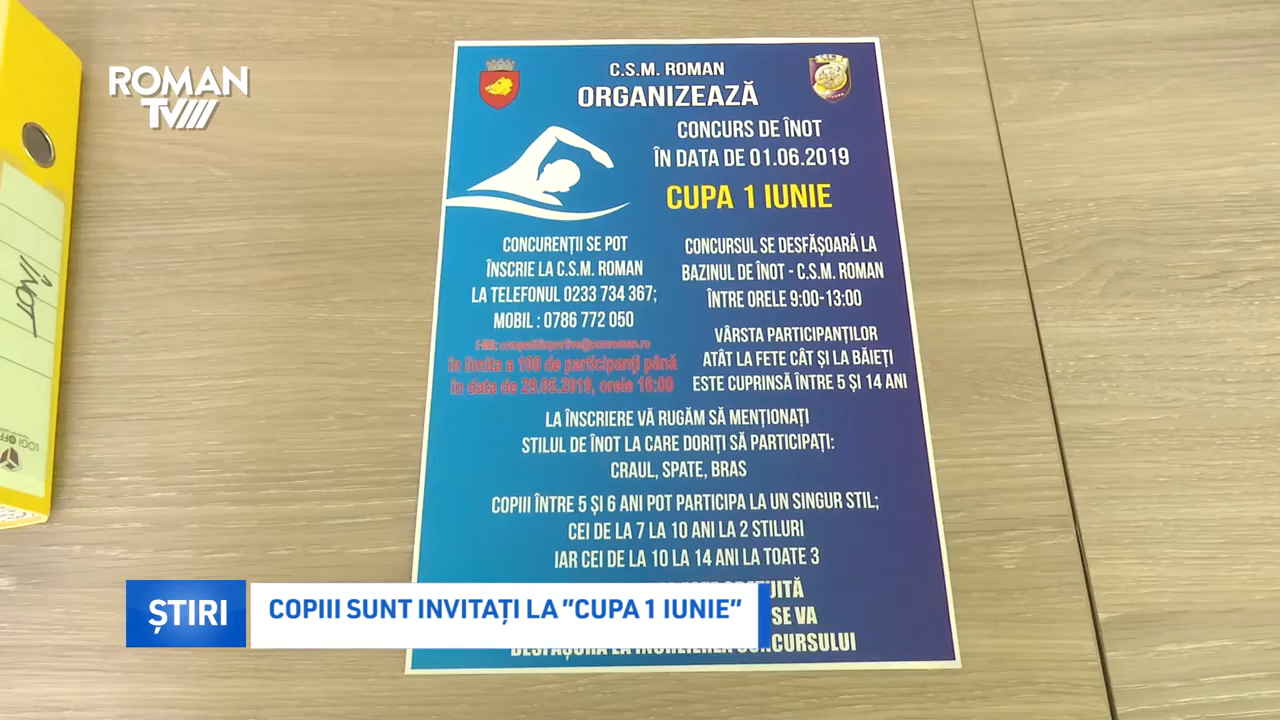 ROMAN
TV
C.S.M. ROMAN
ORGANIZEAZĂ
CONCURS DE ÎNOT
ÎN DATA DE 01.06.2019
CUPA 1 IUNIE
CONCURENȚII SE POT
ÎNSCRIE LA C.S.M. ROMAN
LA TELEFONUL 0233 734 367;
MOBIL : 0786 772 050
în limita a 100 de participanți până
în data de 29.05.2019, orele 16:00
CONCURSUL SE DESFĂȘOARĂ LA
BAZINUL DE ÎNOT - C.S.M. ROMAN
ÎNTRE ORELE 9:00-13:00
VÂRSTA PARTICIPANȚILOR
ATÂT LA FETE CÂT ȘI LA BĂIEȚI
ESTE CUPRINSĂ ÎNTRE 5 ȘI 14 ANI
LA ÎNSCRIERE VĂ RUGĂM SĂ MENȚIONAȚI
STILUL DE ÎNOT LA CARE DORIȚI SĂ PARTICIPAȚI:
CRAUL, SPATE, BRAS
COPIII ÎNTRE 5 ȘI 6 ANI POT PARTICIPA LA UN SINGUR STIL;
CEI DE LA 7 LA 10 ANI LA 2 STILURI
IAR CEI DE LA 10 LA 14 ANI LA TOATE 3
SE VA
ȘTIRI
COPIII SUNT INVITAȚI LA "CUPA 1 IUNIE"
ÎNOT
LOGI